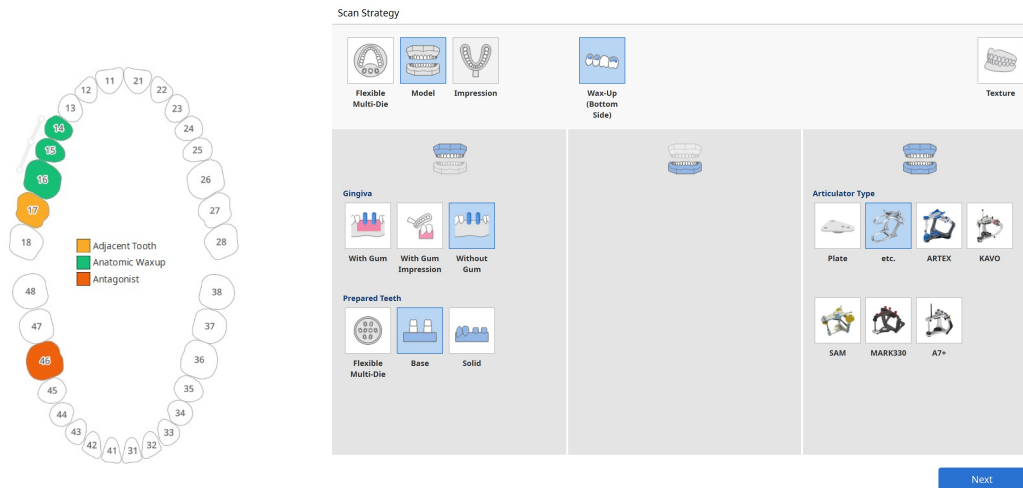 Scan Strategy
Flexible
Multi-Die
Model
Impression
Wax-Up
(Bottom
Side)
Texture
11
21
12
22
13
23
14
24
15
25
16
26
17
27
18
28
Adjacent Tooth
Anatomic Waxup
Antagonist
48
38
47
37
46
36
45
35
44
34
43
33
42
41
31
32
Gingiva
With Gum
With Gum
Impression
Without
Gum
Prepared Teeth
Flexible
Multi-Die
Base
Solid
Articulator Type
Plate
etc.
ARTEX
KAVO
SAM
MARK330
A7+
Next